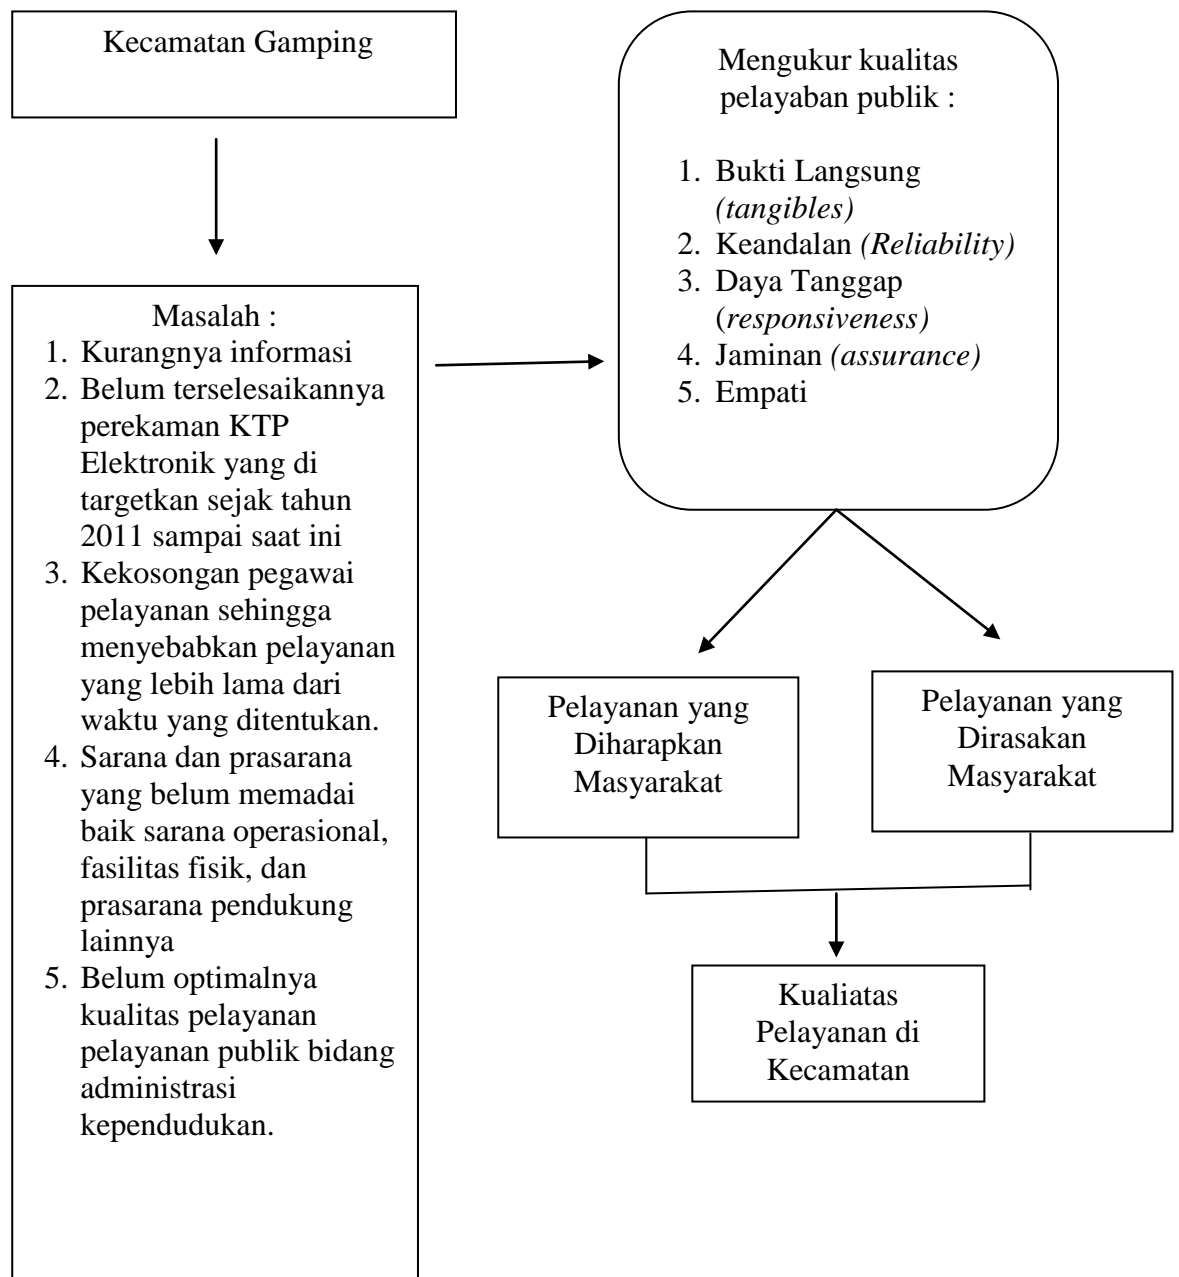 Kecamatan Gamping
Masalah :
1. Kurangnya informasi
2. Belum terselesaikannya
perekaman KTP
Elektronik yang di
targetkan sejak tahun
2011 sampai saat ini
3. Kekosongan pegawai
pelayanan sehingga
menyebabkan pelayanan
yang lebih lama dari
waktu yang ditentukan.
4. Sarana dan prasarana
yang belum memadai
baik sarana operasional,
fasilitas fisik, dan
prasarana pendukung
lainnya
5. Belum optimalnya
kualitas pelayanan
pelayanan publik bidang
administrasi
kependudukan.
Mengukur kualitas
pelayaban publik :
1. Bukti Langsung
(tangibles)
2. Keandalan (Reliability)
3. Daya Tanggap
(responsiveness)
4. Jaminan (assurance)
5. Empati
Pelayanan yang
Diharapkan
Masyarakat
Pelayanan yang
Dirasakan
Masyarakat
Kualiatas
Pelayanan di
Kecamatan